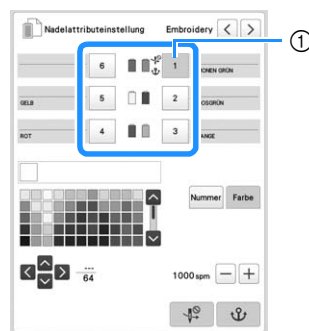 Nadelattributeinstellung Embroidery < >
①
6 1 IONEN GRÜN
GELB 5 2 OSGRÜN
ROT 4 3 ANGE
Nummer Farbe
---
64
1000 spm − +